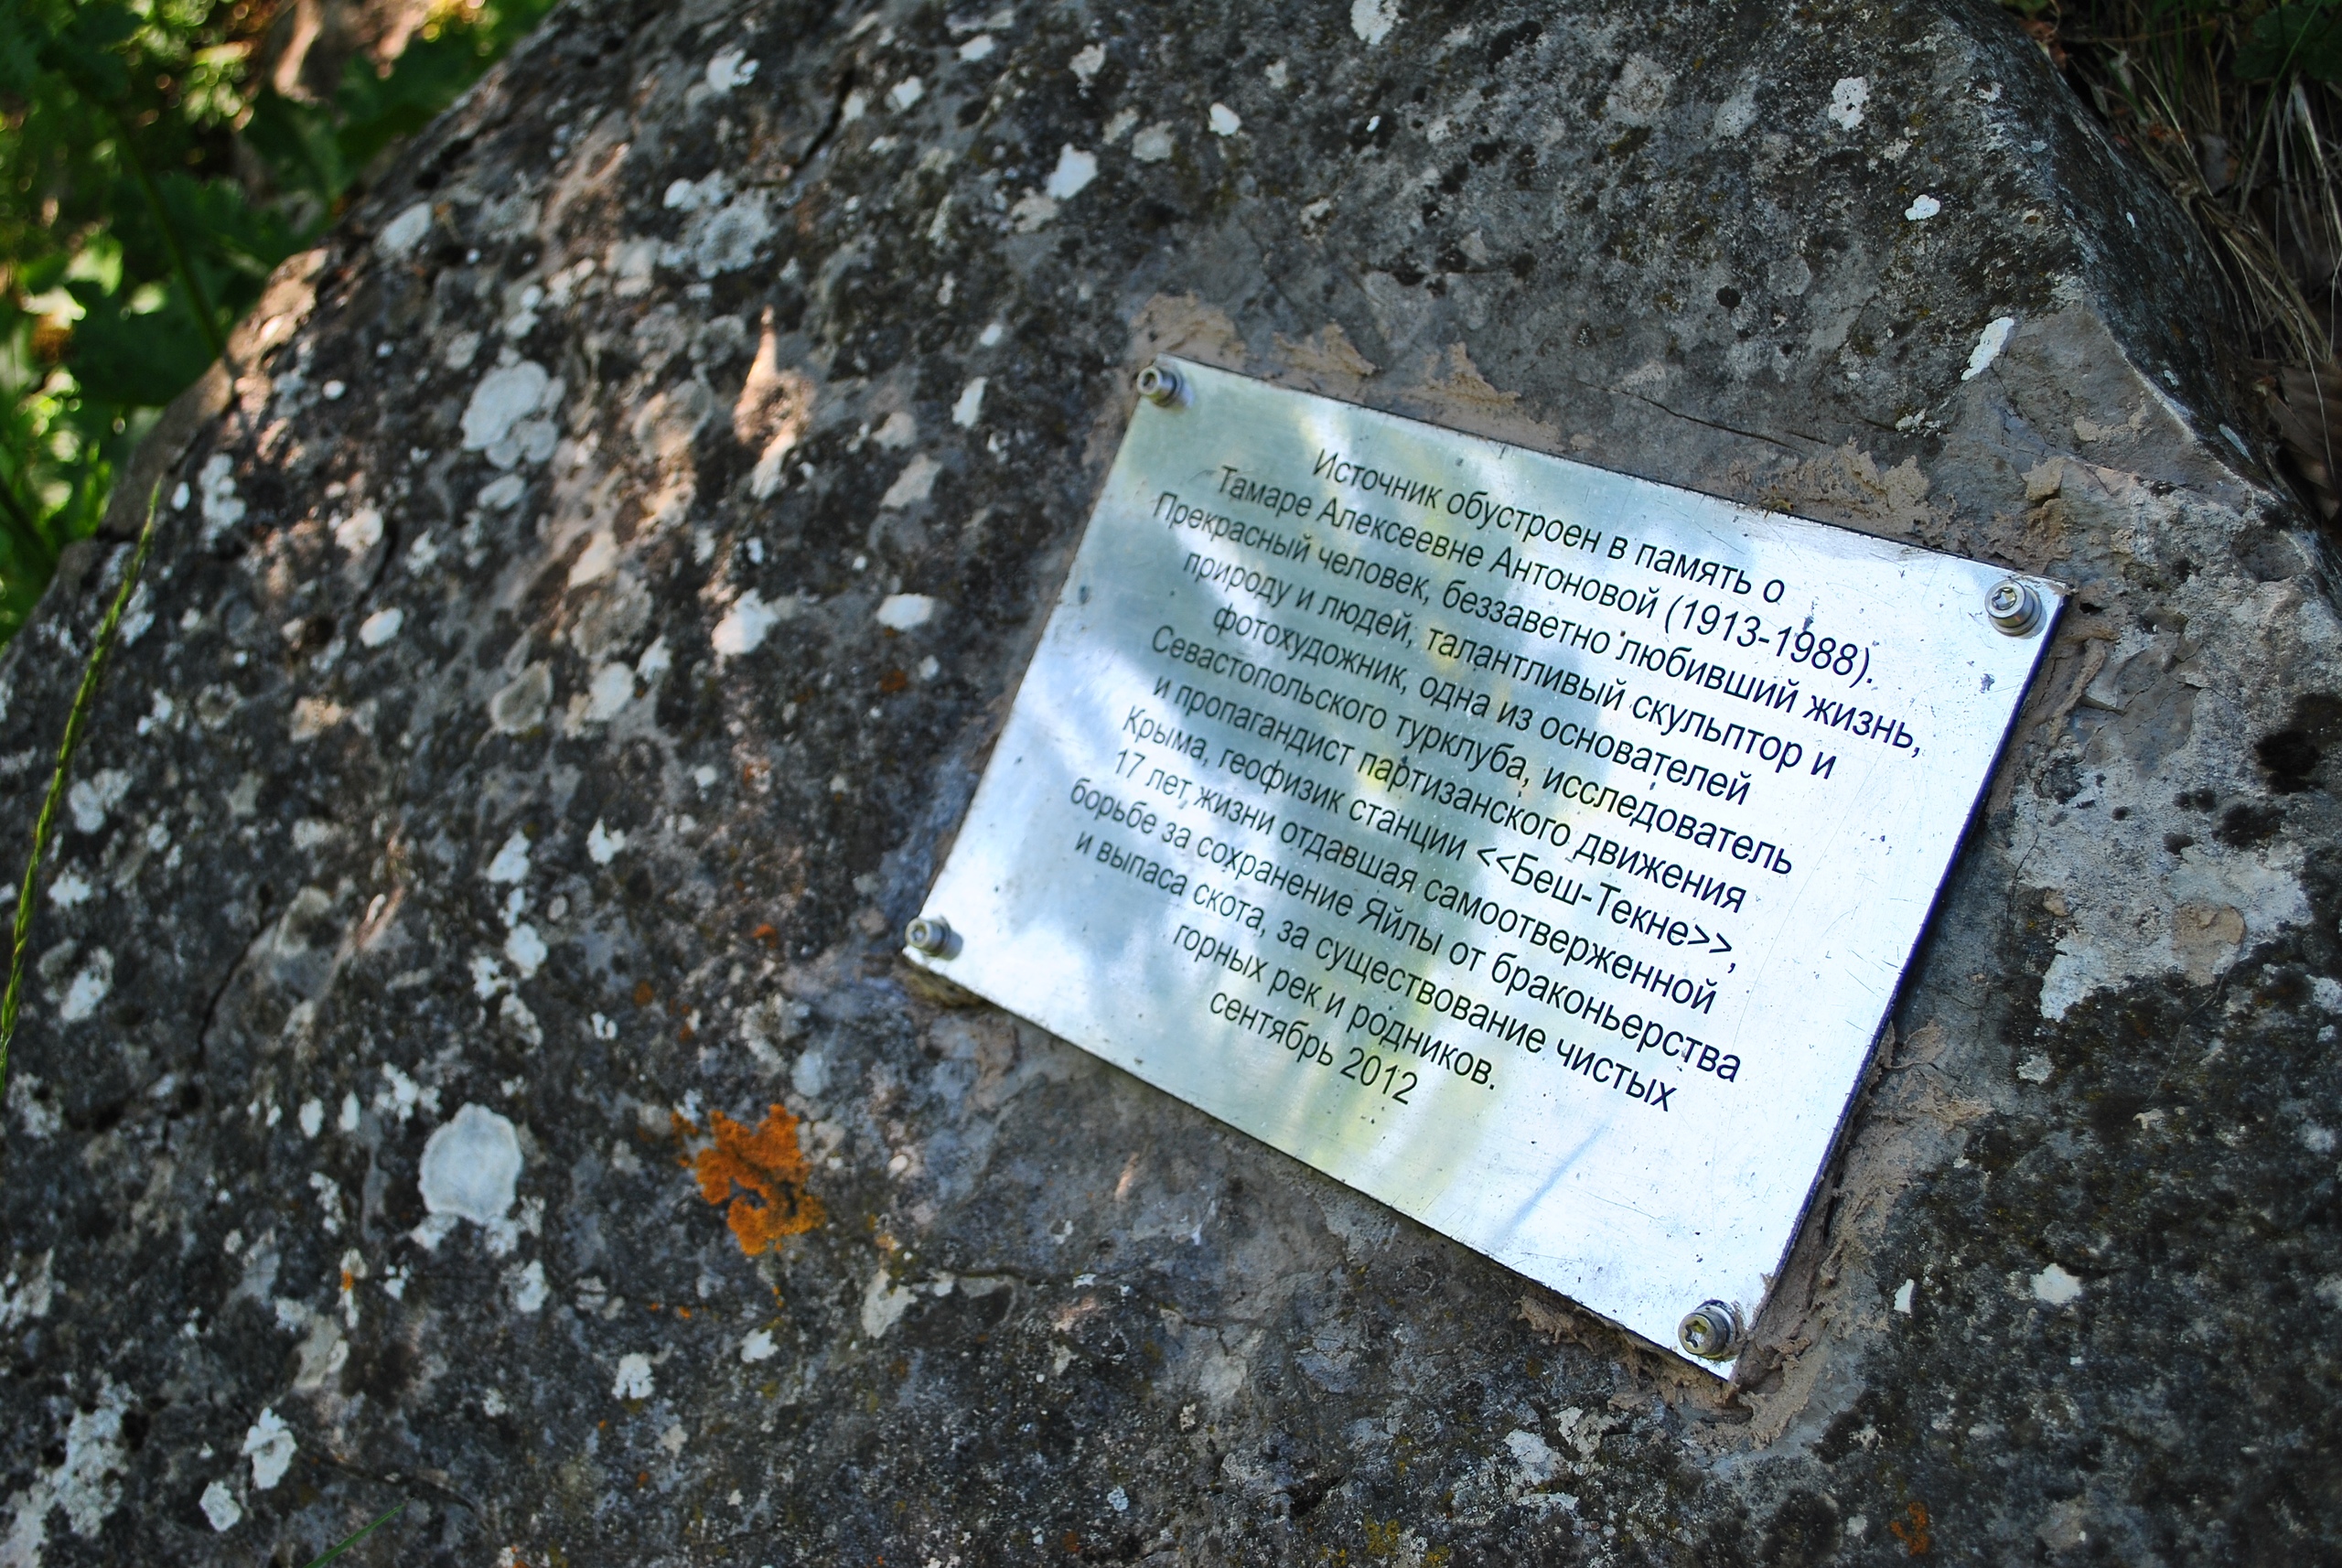 Источник обустроен в память о
Тамаре Алексеевне Антоновой (1913-1988).
Прекрасный человек, беззаветно любивший жизнь,
природу и людей, талантливый скульптор и
фотохудожник, одна из основателей
Севастопольского турклуба, исследователь
и пропагандист партизанского движения
Крыма, геофизик станции <<Беш-Текне>>,
17 лет жизни отдавшая самоотверженной
борьбе за сохранение Яйлы от браконьерства
и выпаса скота, за существование чистых
горных рек и родников.
сентябрь 2012